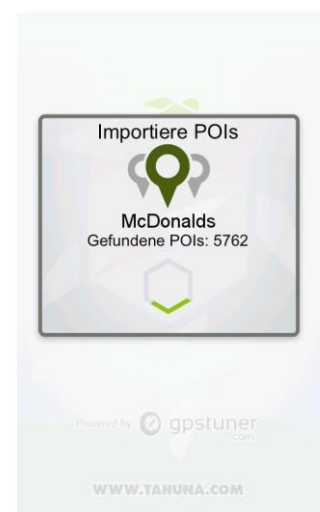 Importiere POIs
McDonalds
Gefundene POIs: 5762
Powered by gpstuner
.com
WWW.TAHUNA.COM